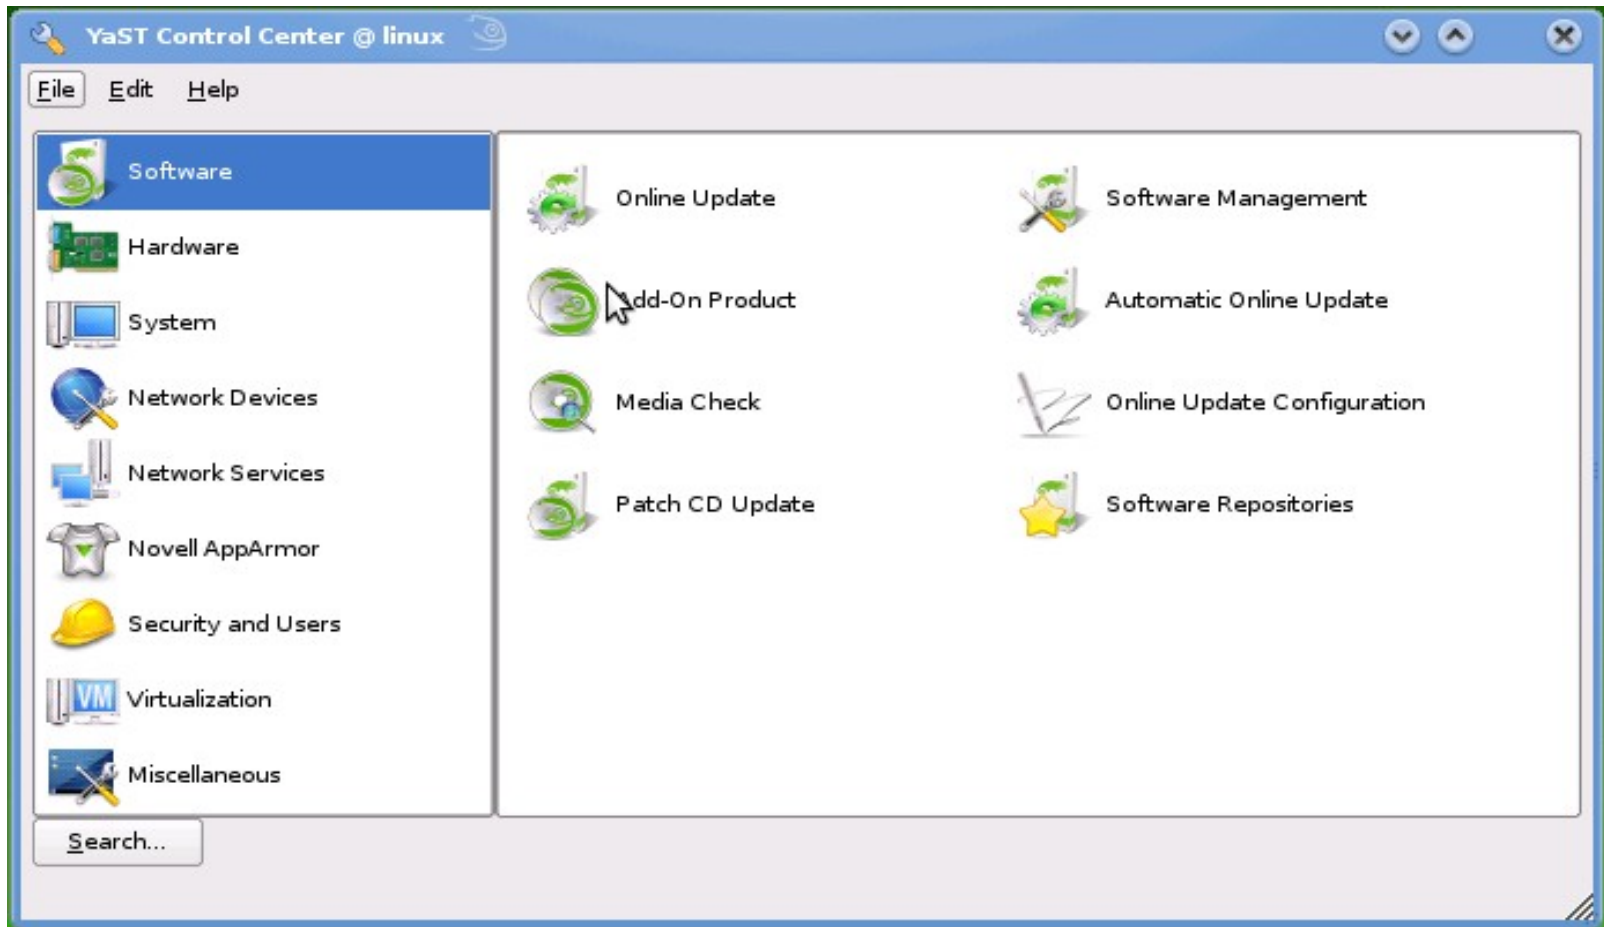 YaST Control Center @ linux
File Edit Help
Software
Hardware
System
Network Devices
Network Services
Novell AppArmor
Security and Users
VM Virtualization
Miscellaneous
Online Update
Software Management
Add-On Product
Automatic Online Update
Media Check
Online Update Configuration
Patch CD Update
Software Repositories
Search...